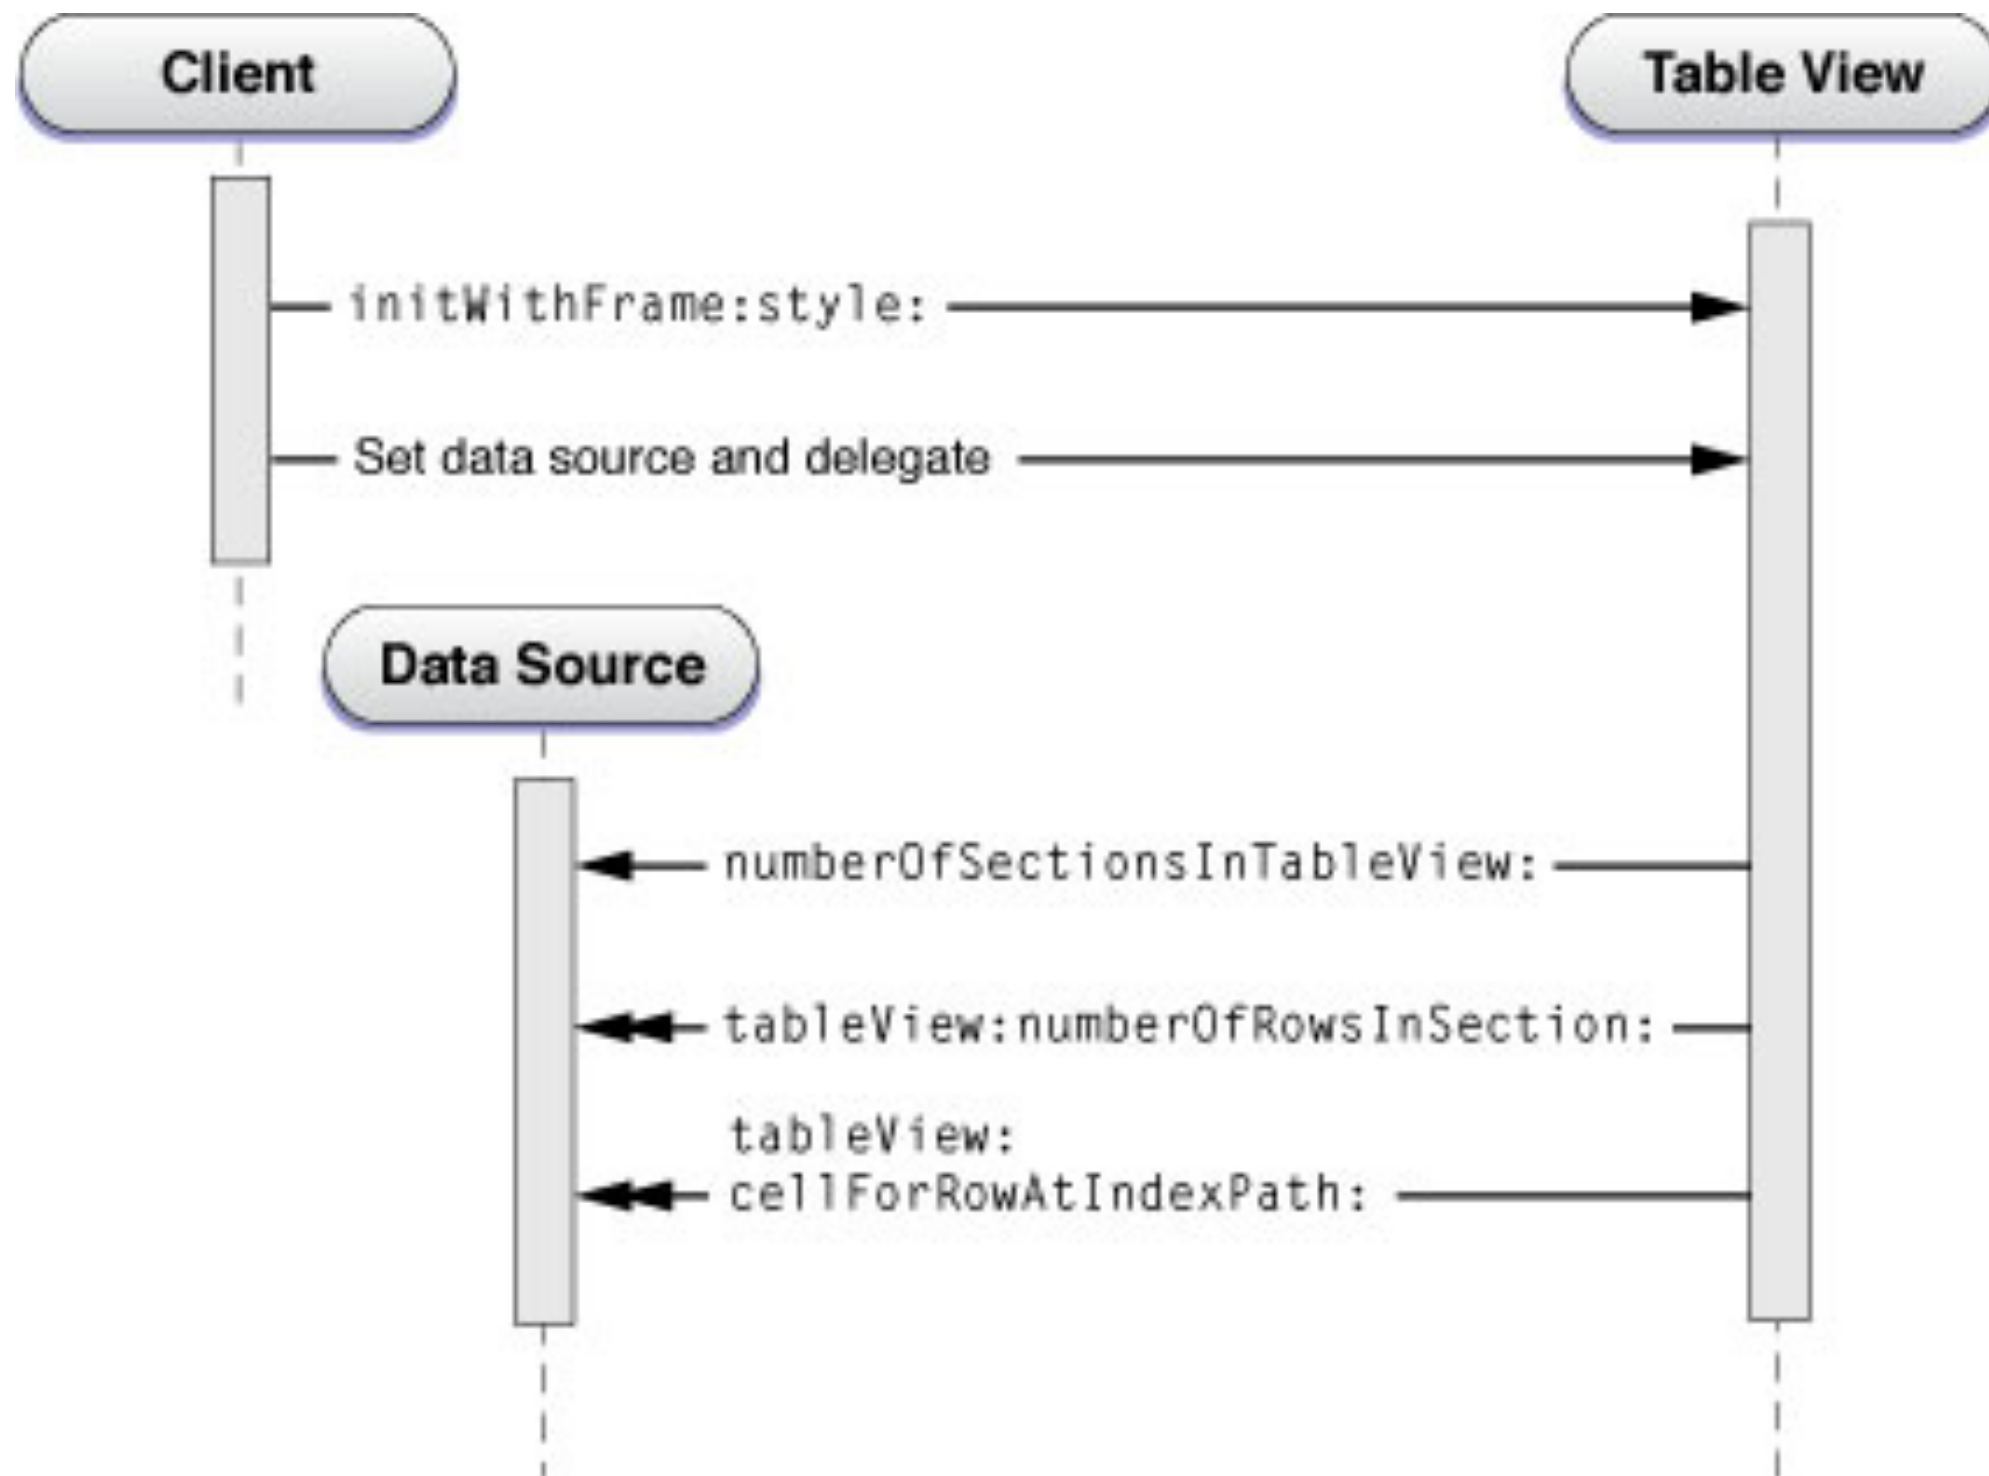 Client
Table View
initWithFrame:style:
Set data source and delegate
Data Source
numberOfSectionsInTableView:
tableView:numberOfRowsInSection:
tableView:
cellForRowAtIndexPath: